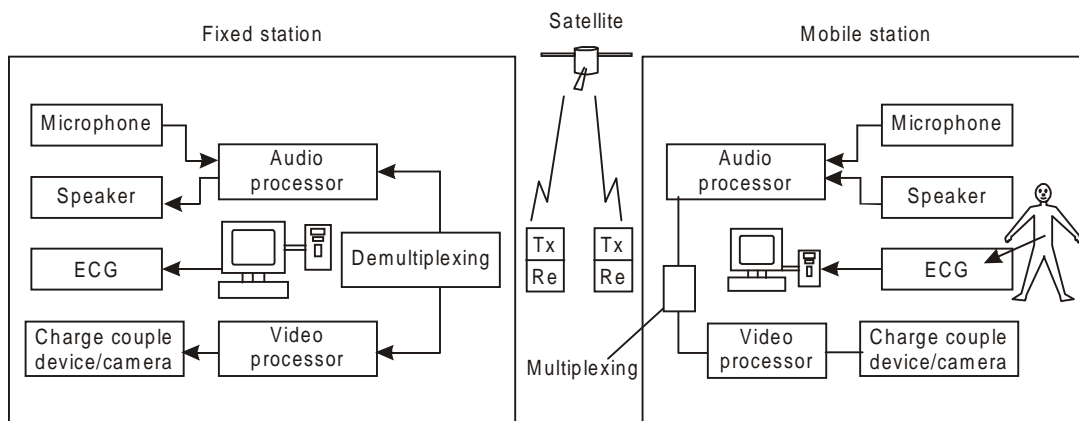 Satellite
Fixed station
Mobile station
Microphone
Audio
processor
Speaker
ECG
Demultiplexing
Charge couple
device/camera
Video
processor
Tx
Re
Tx
Re
Multiplexing
Audio
processor
Microphone
Speaker
ECG
Video
processor
Charge couple
device/camera